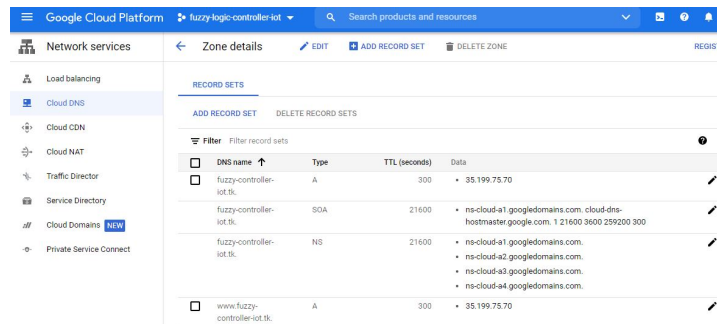 Google Cloud Platform
fuzzy-logic-controller-iot
Search products and resources
Network services
Zone details
EDIT
ADD RECORD SET
DELETE ZONE
REGIS
Load balancing
Cloud DNS
Cloud CDN
Cloud NAT
Traffic Director
Service Directory
Cloud Domains NEW
Private Service Connect
RECORD SETS
ADD RECORD SET DELETE RECORD SETS
Filter Filter record sets
DNS name Type TTL (seconds) Data
fuzzy-controller- A 300 • 35.199.75.70
iot.tk.
fuzzy-controller- SOA 21600 • ns-cloud-a1.googledomains.com. cloud-dns-
iot.tk. hostmaster.google.com. 1 21600 3600 259200 300
fuzzy-controller- NS 21600 • ns-cloud-a1.googledomains.com.
iot.tk. • ns-cloud-a2.googledomains.com.
• ns-cloud-a3.googledomains.com.
• ns-cloud-a4.googledomains.com.
www.fuzzy- A 300 • 35.199.75.70
controller-iot.tk.